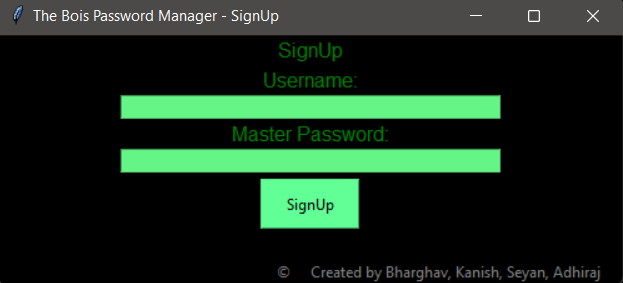 The Bois Password Manager - SignUp
SignUp
Username:
Master Password:
SignUp
© Created by Bharghav, Kanish, Seyan, Adhiraj